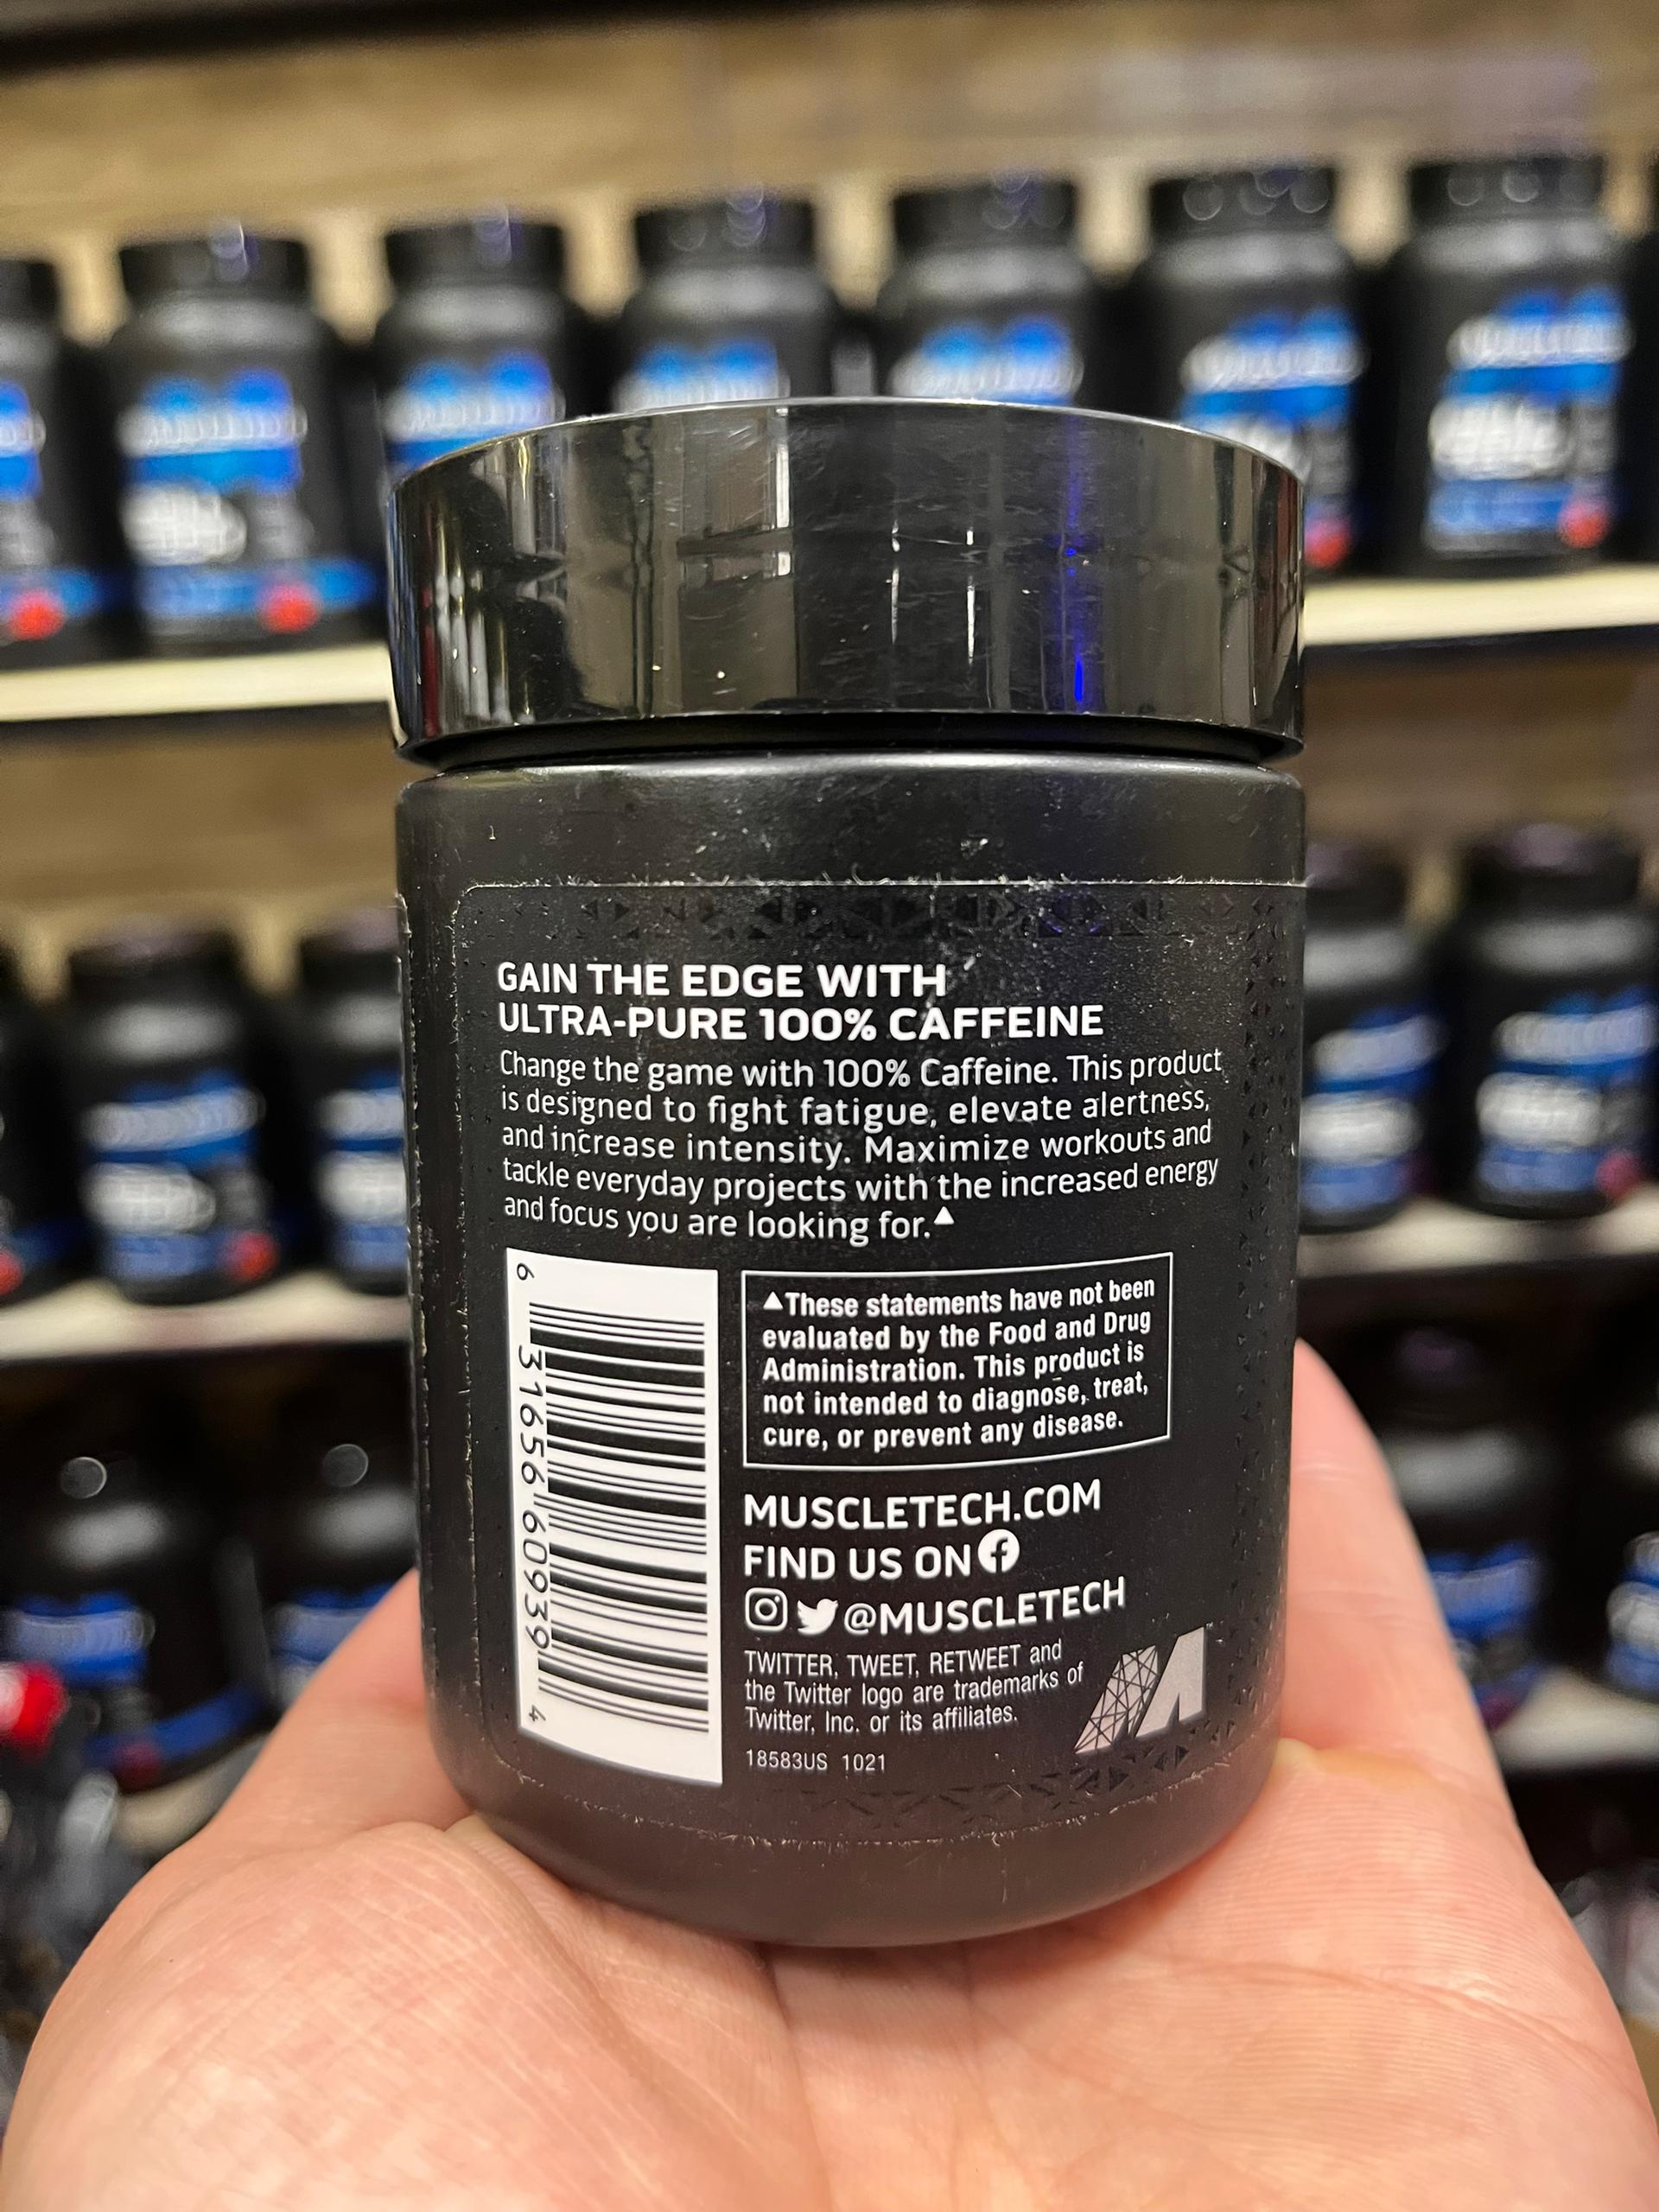 GAIN THE EDGE WITH
ULTRA-PURE 100% CAFFEINE
Change the game with 100% Caffeine. This product
is designed to fight fatigue, elevate alertness,
and increase intensity. Maximize workouts and
tackle everyday projects with the increased energy
and focus you are looking for.▲
6 31656 60939 4
▲These statements have not been
evaluated by the Food and Drug
Administration. This product is
not intended to diagnose, treat,
cure, or prevent any disease.
MUSCLETECH.COM
FIND US ON
@MUSCLETECH
TWITTER, TWEET, RETWEET and
the Twitter logo are trademarks of
Twitter, Inc. or its affiliates.
18583US 1021